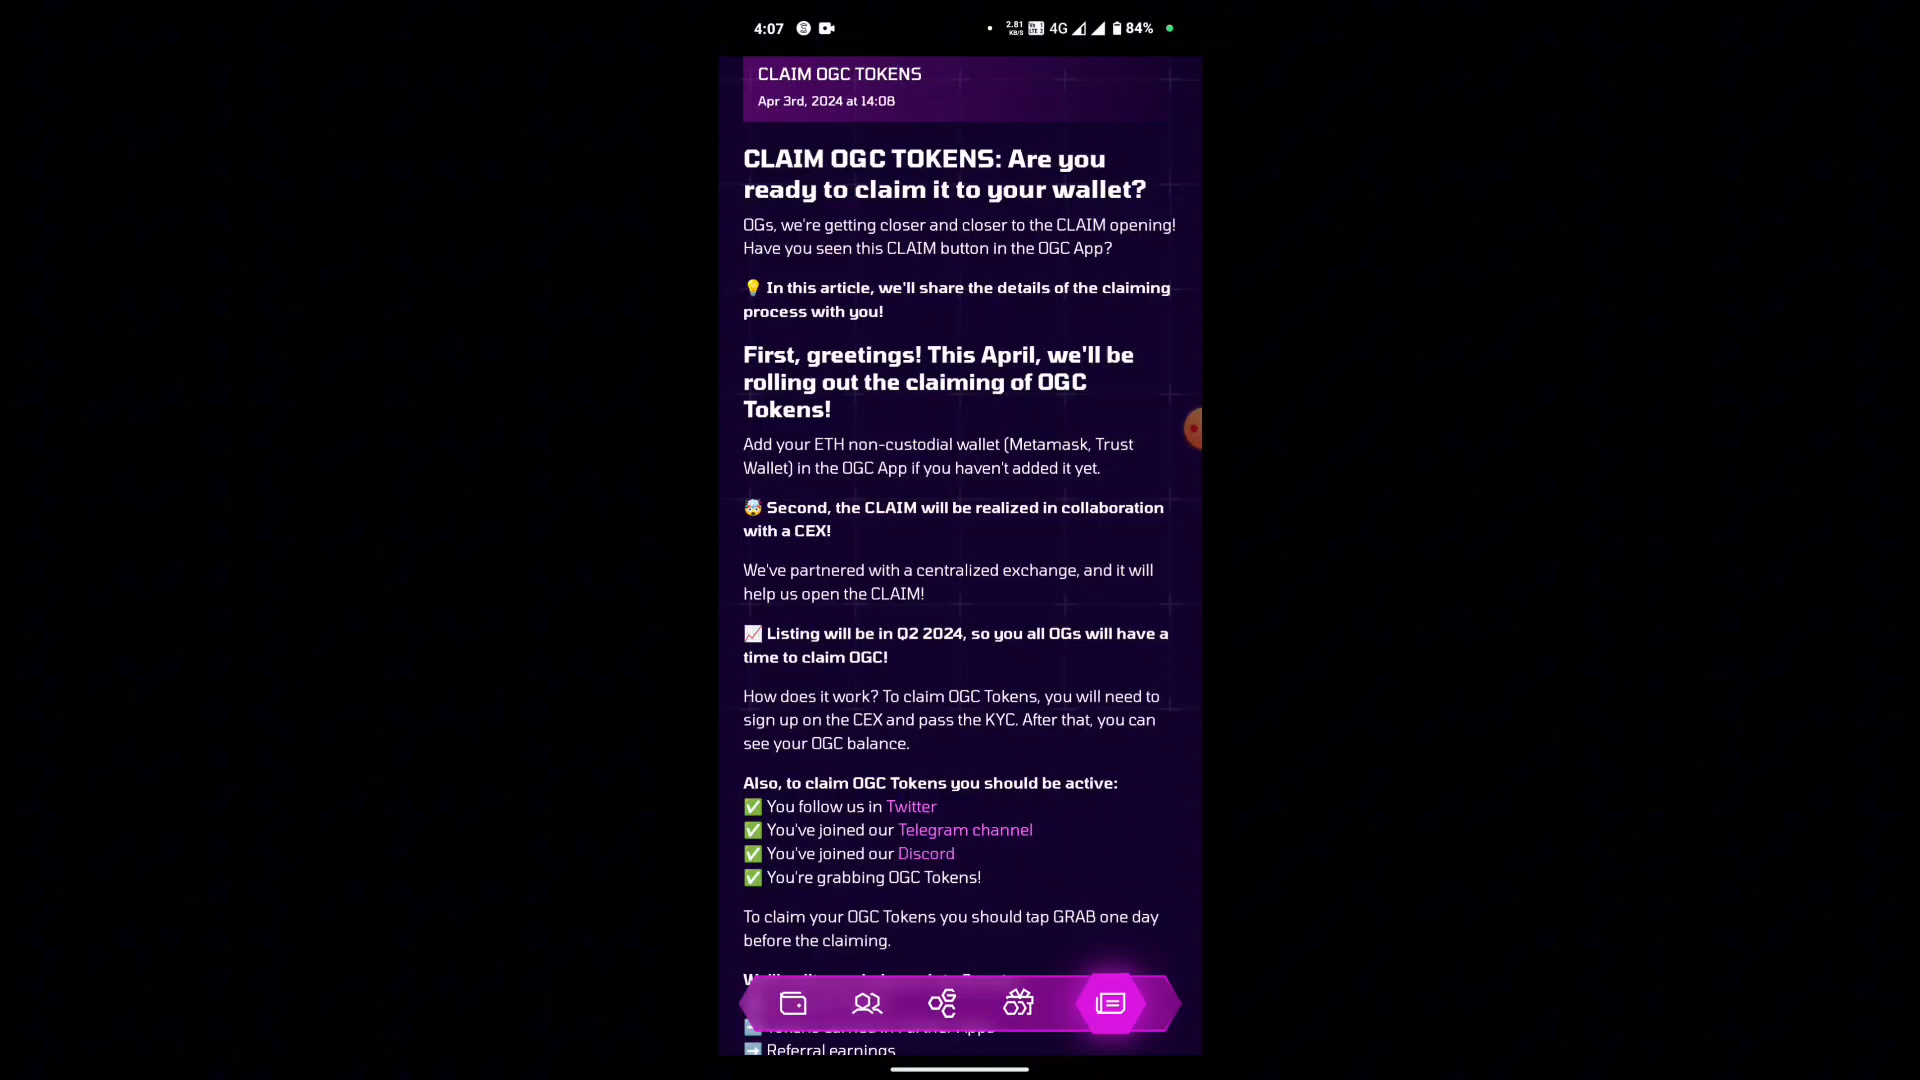 4:07
2.81 KB/S 4G 84%
CLAIM OGC TOKENS
Apr 3rd, 2024 at 14:08
CLAIM OGC TOKENS: Are you
ready to claim it to your wallet?
OGs, we're getting closer and closer to the CLAIM opening!
Have you seen this CLAIM button in the OGC App?
💡 In this article, we'll share the details of the claiming
process with you!
First, greetings! This April, we'll be
rolling out the claiming of OGC
Tokens!
Add your ETH non-custodial wallet (Metamask, Trust
Wallet) in the OGC App if you haven't added it yet.
🤯 Second, the CLAIM will be realized in collaboration
with a CEX!
We've partnered with a centralized exchange, and it will
help us open the CLAIM!
📈 Listing will be in Q2 2024, so you all OGs will have a
time to claim OGC!
How does it work? To claim OGC Tokens, you will need to
sign up on the CEX and pass the KYC. After that, you can
see your OGC balance.
Also, to claim OGC Tokens you should be active:
✅ You follow us in Twitter
✅ You've joined our Telegram channel
✅ You've joined our Discord
✅ You're grabbing OGC Tokens!
To claim your OGC Tokens you should tap GRAB one day
before the claiming.
➡️ Referral earnings